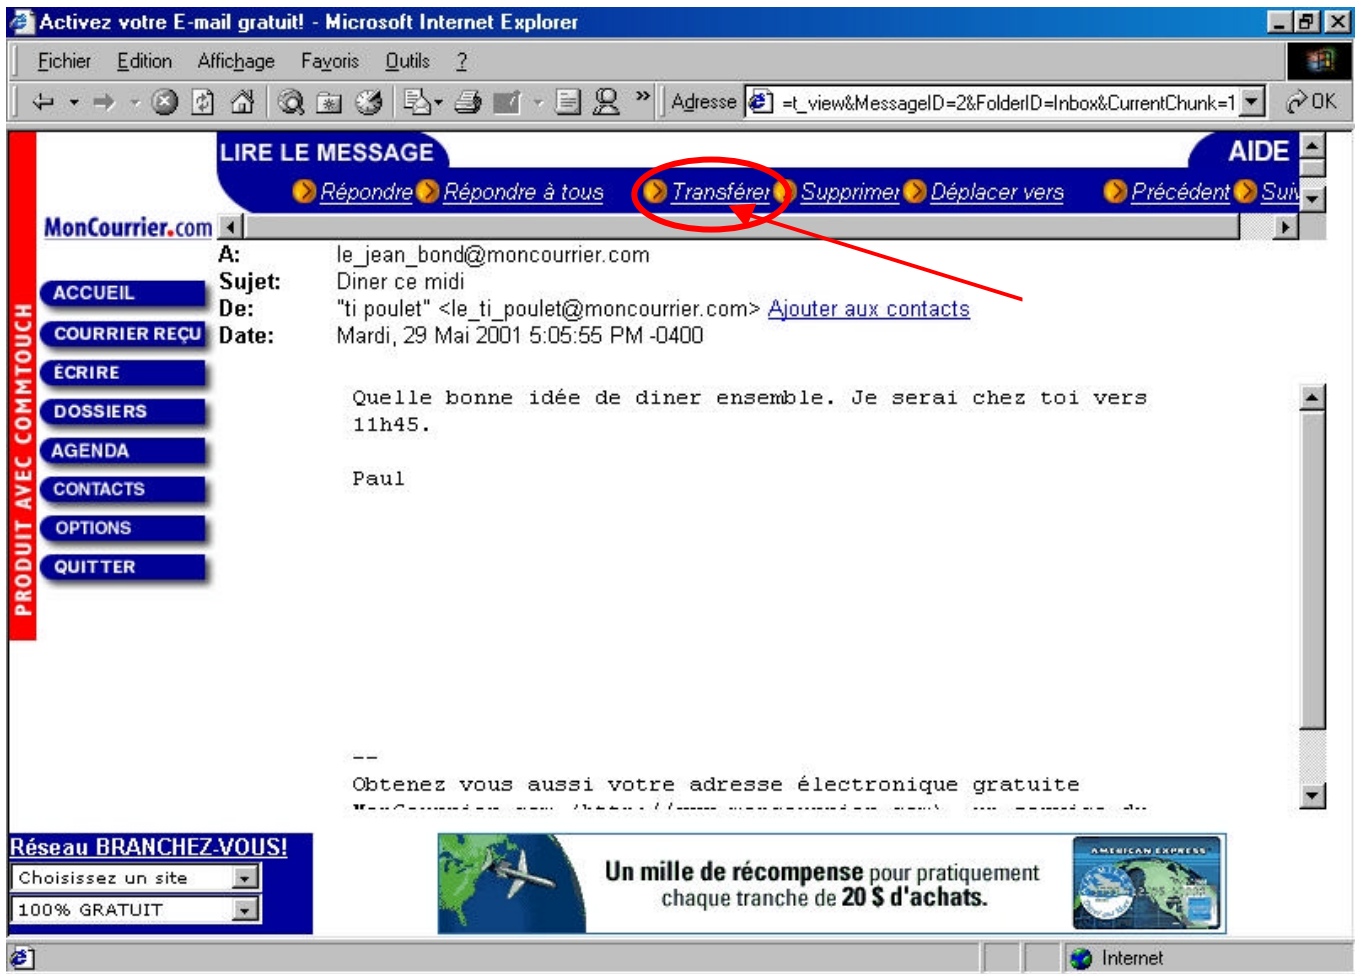 Activez votre E-mail gratuit! - Microsoft Internet Explorer
Fichier Edition Affichage Favoris Outils ?
» Adresse =t_view&MessageID=2&FolderID=Inbox&CurrentChunk=1 OK
LIRE LE MESSAGE AIDE
Répondre Répondre à tous Transférer Supprimer Déplacer vers Précédent Suiv
MonCourrier.com
PRODUIT AVEC COMMTOUCH
ACCUEIL
COURRIER REÇU
ÉCRIRE
DOSSIERS
AGENDA
CONTACTS
OPTIONS
QUITTER
A: le_jean_bond@moncourrier.com
Sujet: Diner ce midi
De: "ti poulet" <le_ti_poulet@moncourrier.com> Ajouter aux contacts
Date: Mardi, 29 Mai 2001 5:05:55 PM -0400
Quelle bonne idée de diner ensemble. Je serai chez toi vers
11h45.
Paul
--
Obtenez vous aussi votre adresse électronique gratuite
Réseau BRANCHEZ-VOUS!
Choisissez un site
100% GRATUIT
Un mille de récompense pour pratiquement
chaque tranche de 20 $ d'achats.
AMERICAN EXPRESS
Internet